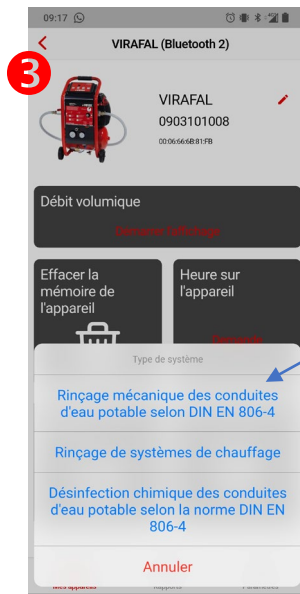 09:17
3
VIRAFAL (Bluetooth 2)
VIRAFAL
0903101008
00:06:66:6B:81:FB
Débit volumique
Démarrer l'affichage
Effacer la
mémoire de
l'appareil
Heure sur
l'appareil
Demande
Type de système
Rinçage mécanique des conduites
d'eau potable selon DIN EN 806-4
Rinçage de systèmes de chauffage
Désinfection chimique des conduites
d'eau potable selon la norme DIN EN
806-4
Annuler
Mes appareils
Rapports
Paramètres